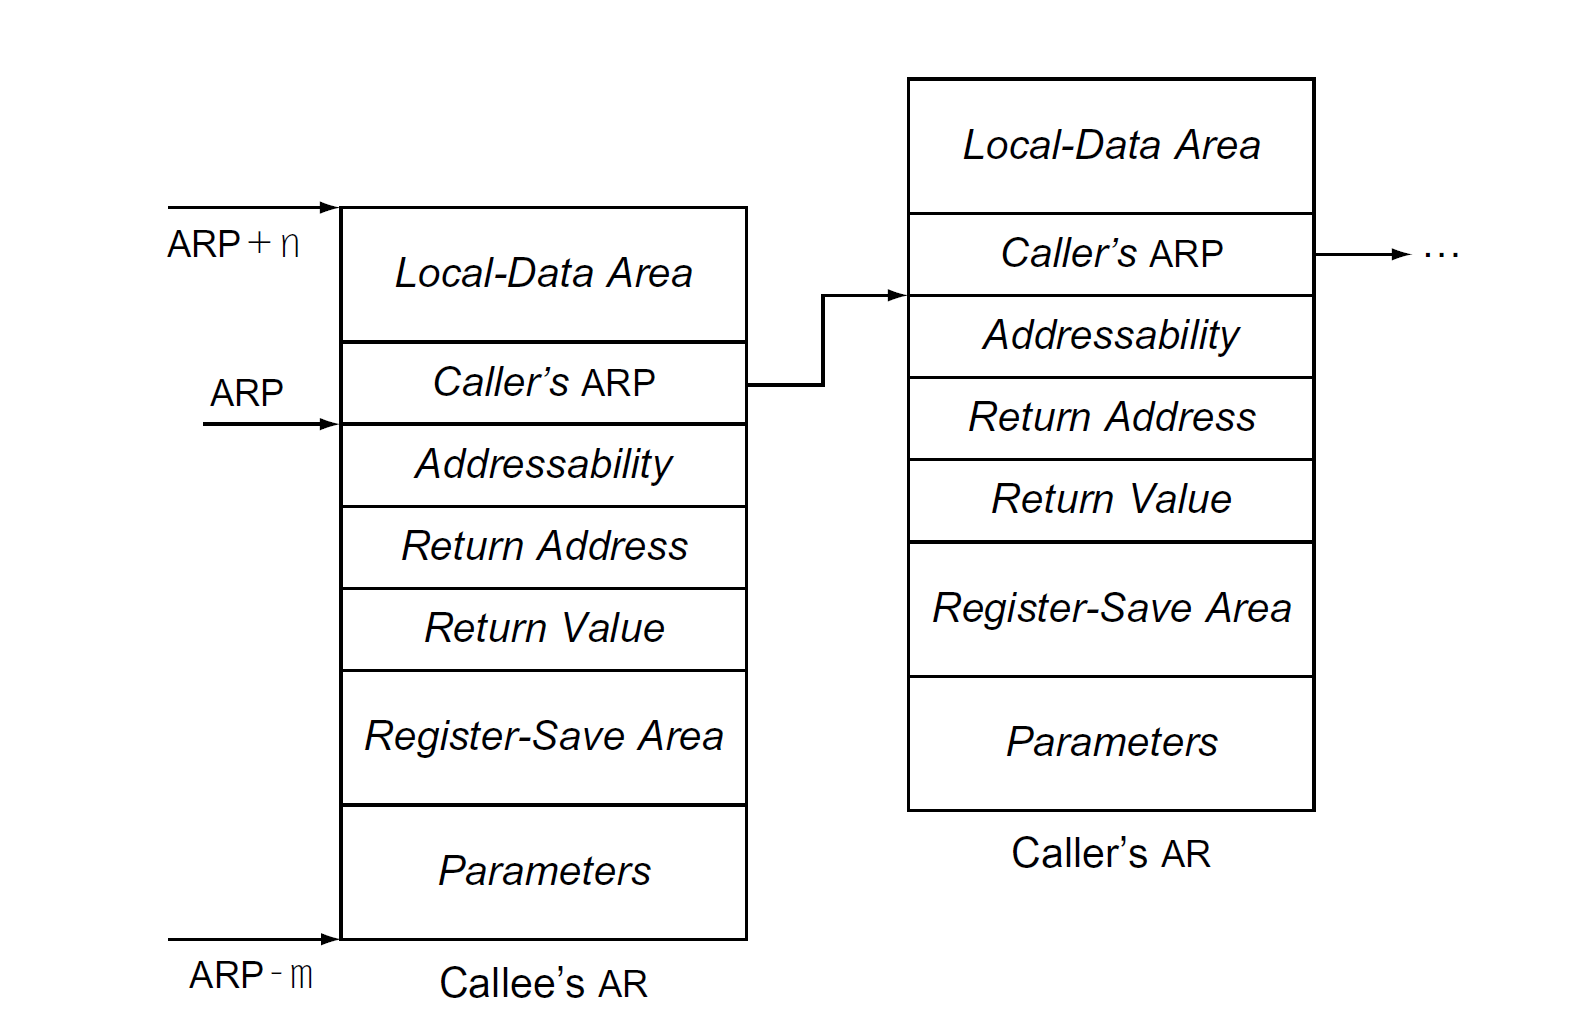 ARP+n
ARP
ARP-m
Local-Data Area
Caller’s ARP
Addressability
Return Address
Return Value
Register-Save Area
Parameters
Callee’s AR
Local-Data Area
Caller’s ARP
Addressability
Return Address
Return Value
Register-Save Area
Parameters
Caller’s AR
...